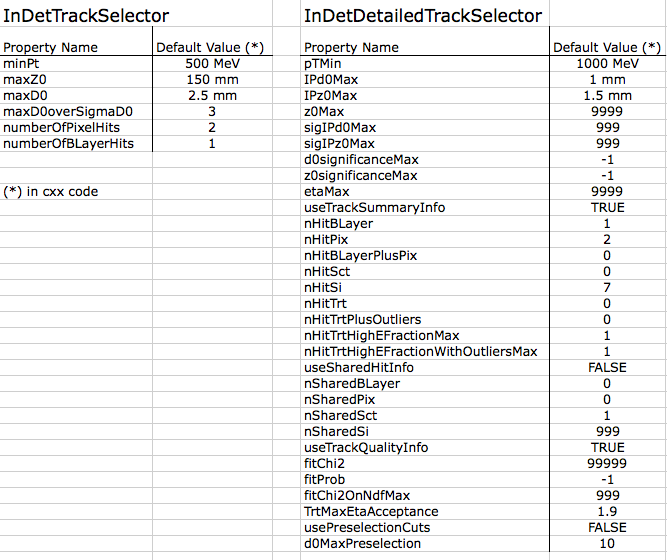 InDetTrackSelector
Property Name Default Value (*)
minPt 500 MeV
maxZ0 150 mm
maxD0 2.5 mm
maxD0overSigmaD0 3
numberOfPixelHits 2
numberOfBLayerHits 1
(*) in cxx code
InDetDetailedTrackSelector
Property Name Default Value (*)
pTMin 1000 MeV
IPd0Max 1 mm
IPz0Max 1.5 mm
z0Max 9999
sigIPd0Max 999
sigIPz0Max 999
d0significanceMax -1
z0significanceMax -1
etaMax 9999
useTrackSummaryInfo TRUE
nHitBLayer 1
nHitPix 2
nHitBLayerPlusPix 0
nHitSct 0
nHitSi 7
nHitTrt 0
nHitTrtPlusOutliers 0
nHitTrtHighEFractionMax 1
nHitTrtHighEFractionWithOutliersMax 1
useSharedHitInfo FALSE
nSharedBLayer 0
nSharedPix 0
nSharedSct 1
nSharedSi 999
useTrackQualityInfo TRUE
fitChi2 99999
fitProb -1
fitChi2OnNdfMax 999
TrtMaxEtaAcceptance 1.9
usePreselectionCuts FALSE
d0MaxPreselection 10